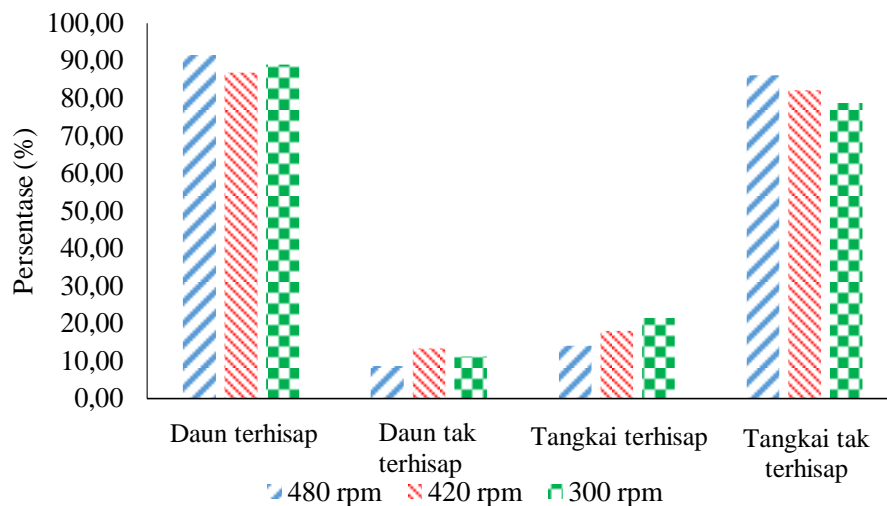 100,00
90,00
80,00
70,00
60,00
50,00
40,00
30,00
20,00
10,00
0,00
Persentase (%)
Daun terhisap
Daun tak
terhisap
Tangkai terhisap
Tangkai tak
terhisap
480 rpm
420 rpm
300 rpm